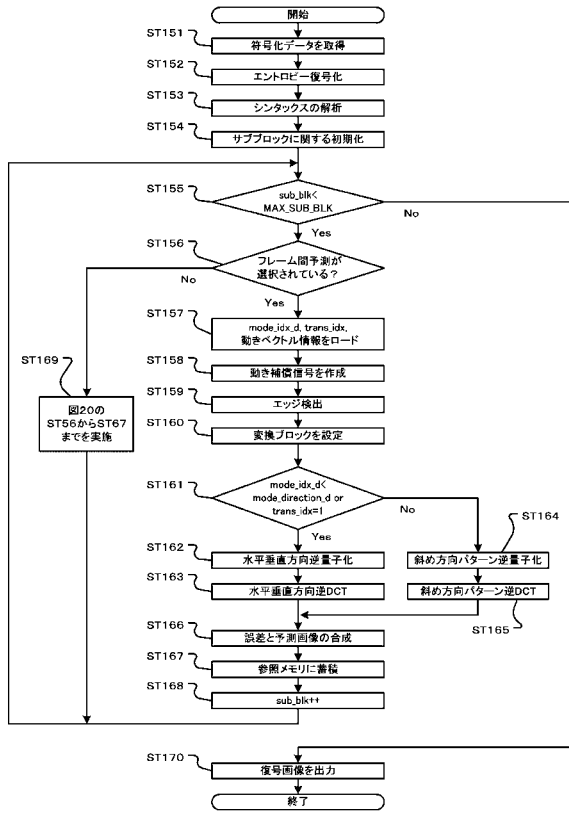 開始
ST151
符号化データを取得
ST152
エントロピー復号化
ST153
シンタックスの解析
ST154
サブブロックに関する初期化
ST155
sub_blk<
MAX_SUB_BLK
No
Yes
ST156
フレーム間予測が
選択されている？
No
Yes
ST157
mode_idx_d, trans_idx,
動きベクトル情報をロード
ST158
動き補償信号を作成
ST169
図20の
ST56からST67
までを実施
ST159
エッジ検出
ST160
変換ブロックを設定
ST161
mode_idx_d<
mode_direction_d or
trans_idx=1
No
Yes
ST164
ST162
水平垂直方向逆量子化
斜め方向パターン逆量子化
ST163
水平垂直方向逆DCT
斜め方向パターン逆DCT
ST165
ST166
誤差と予測画像の合成
ST167
参照メモリに蓄積
ST168
sub_blk++
ST170
復号画像を出力
終了